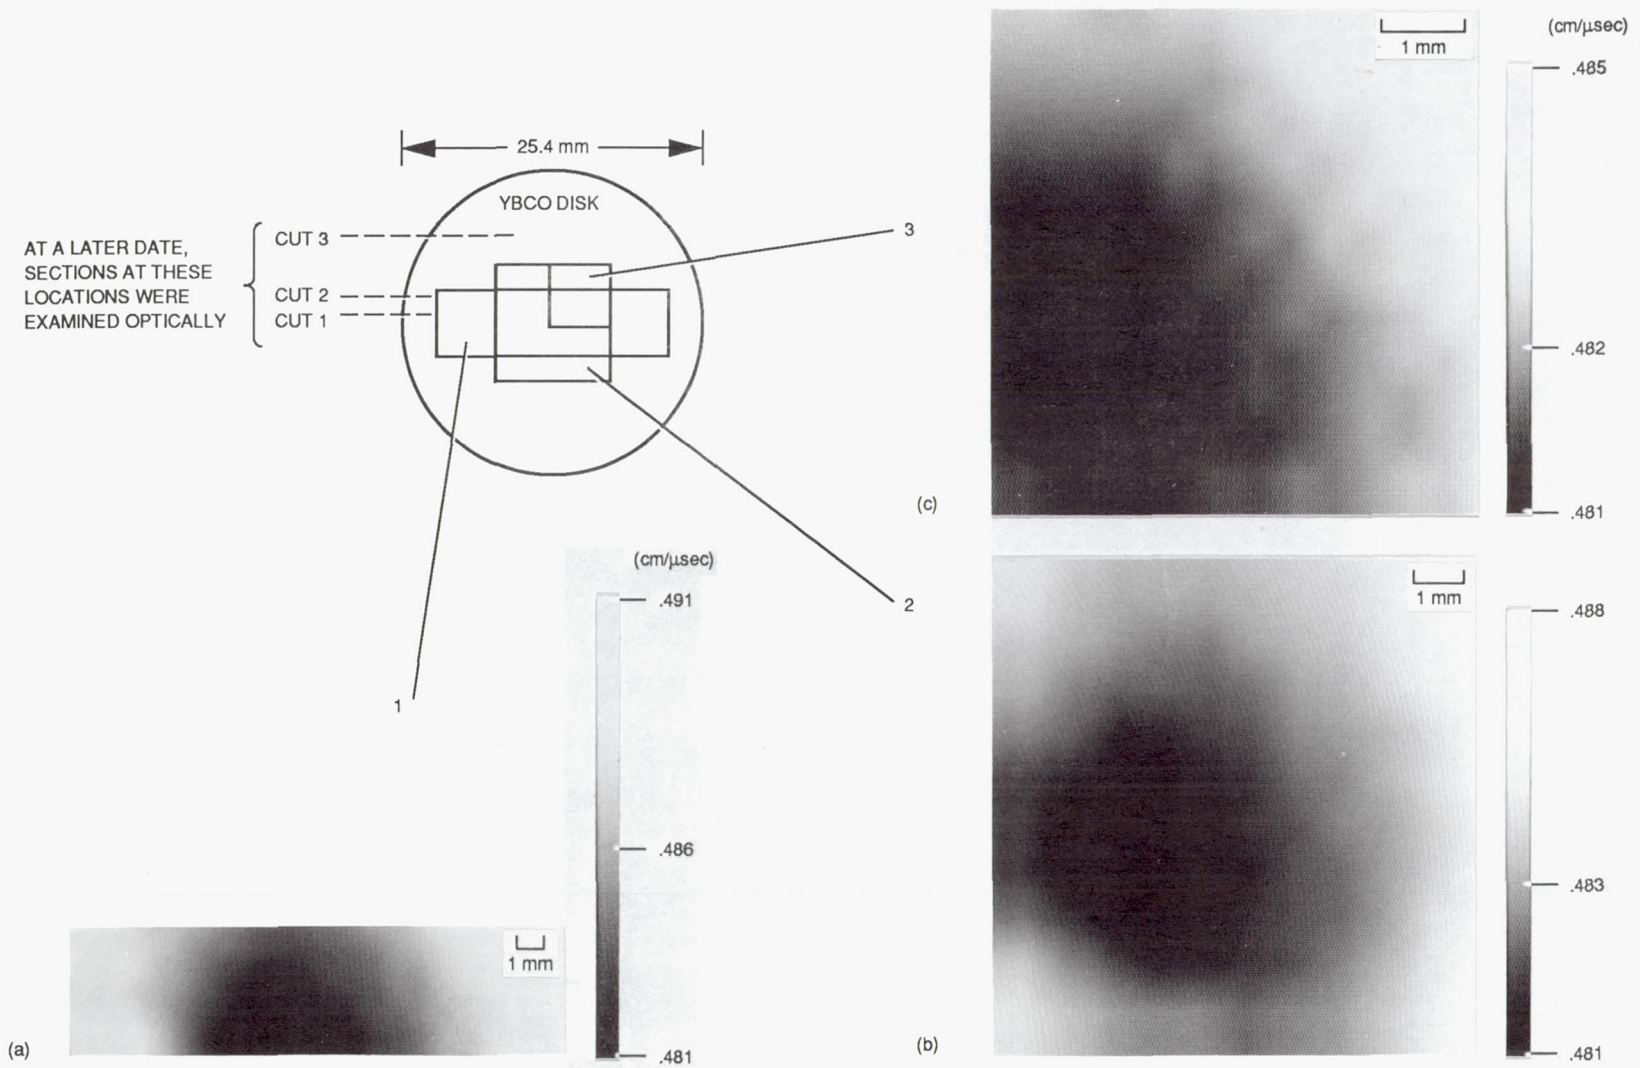 25.4 mm
YBCO DISK
AT A LATER DATE,
SECTIONS AT THESE
LOCATIONS WERE
EXAMINED OPTICALLY
CUT 3
CUT 2
CUT 1
3
2
1
(cm/μsec)
.491
.486
.481
1 mm
(a)
1 mm
(cm/μsec)
.485
.482
.481
(c)
1 mm
.488
.483
.481
(b)